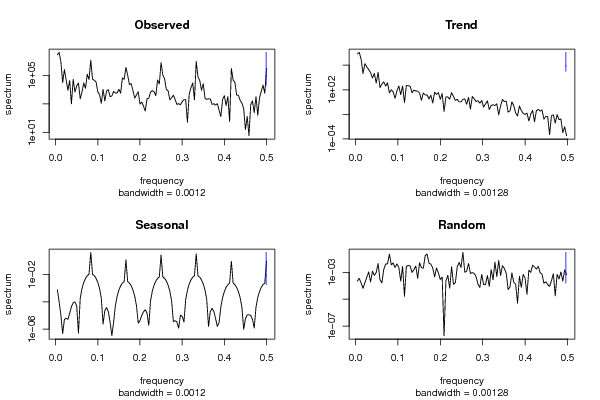 Observed
Trend
spectrum
1e+01 1e+05
0.0 0.1 0.2 0.3 0.4 0.5
frequency
bandwidth = 0.0012
spectrum
1e-04 1e+02
0.0 0.1 0.2 0.3 0.4 0.5
frequency
bandwidth = 0.00128
Seasonal
Random
spectrum
1e-06 1e-02
0.0 0.1 0.2 0.3 0.4 0.5
frequency
bandwidth = 0.0012
spectrum
1e-07 1e-03
0.0 0.1 0.2 0.3 0.4 0.5
frequency
bandwidth = 0.00128